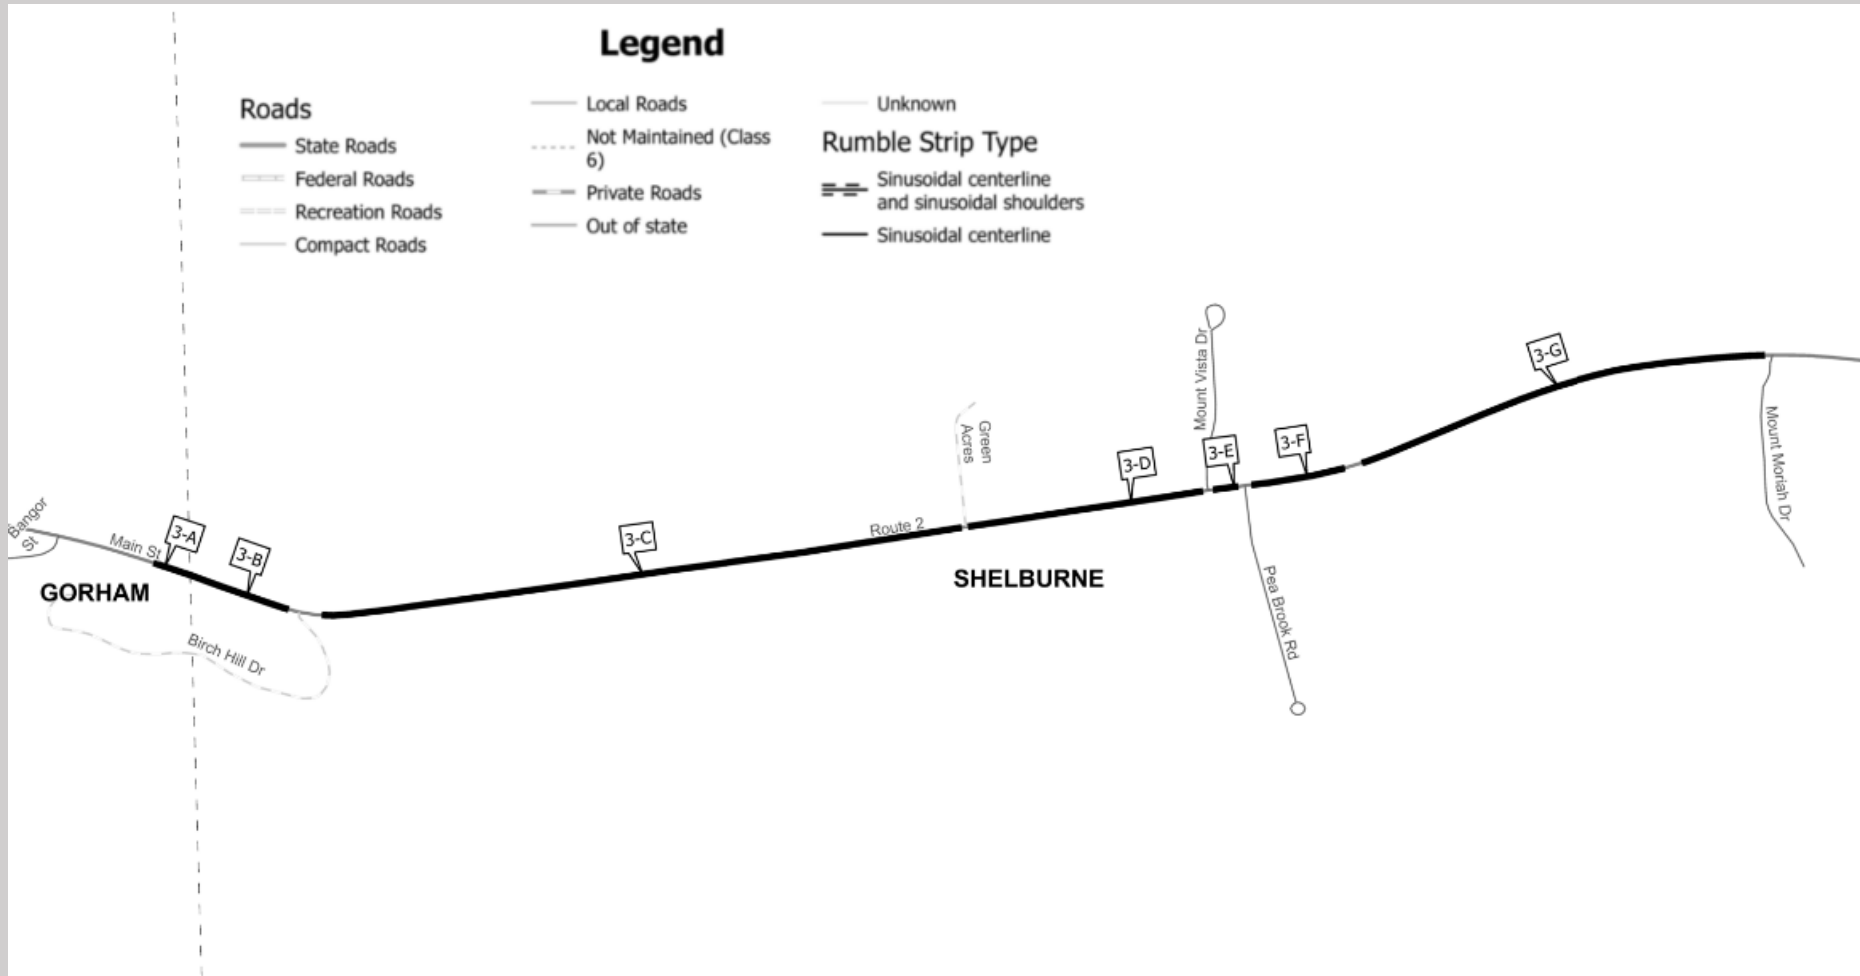 Legend
Roads
State Roads
Federal Roads
Recreation Roads
Compact Roads
Local Roads
Not Maintained (Class
6)
Private Roads
Out of state
Unknown
Rumble Strip Type
Sinusoidal centerline
and sinusoidal shoulders
Sinusoidal centerline
Bangor
St
Main St
3-A
3-B
GORHAM
Birch Hill Dr
3-C
Route 2
Green
Acres
SHELBURNE
3-D
Mount Vista Dr
3-E
3-F
Pea Brook Rd
3-G
Mount Moriah Dr